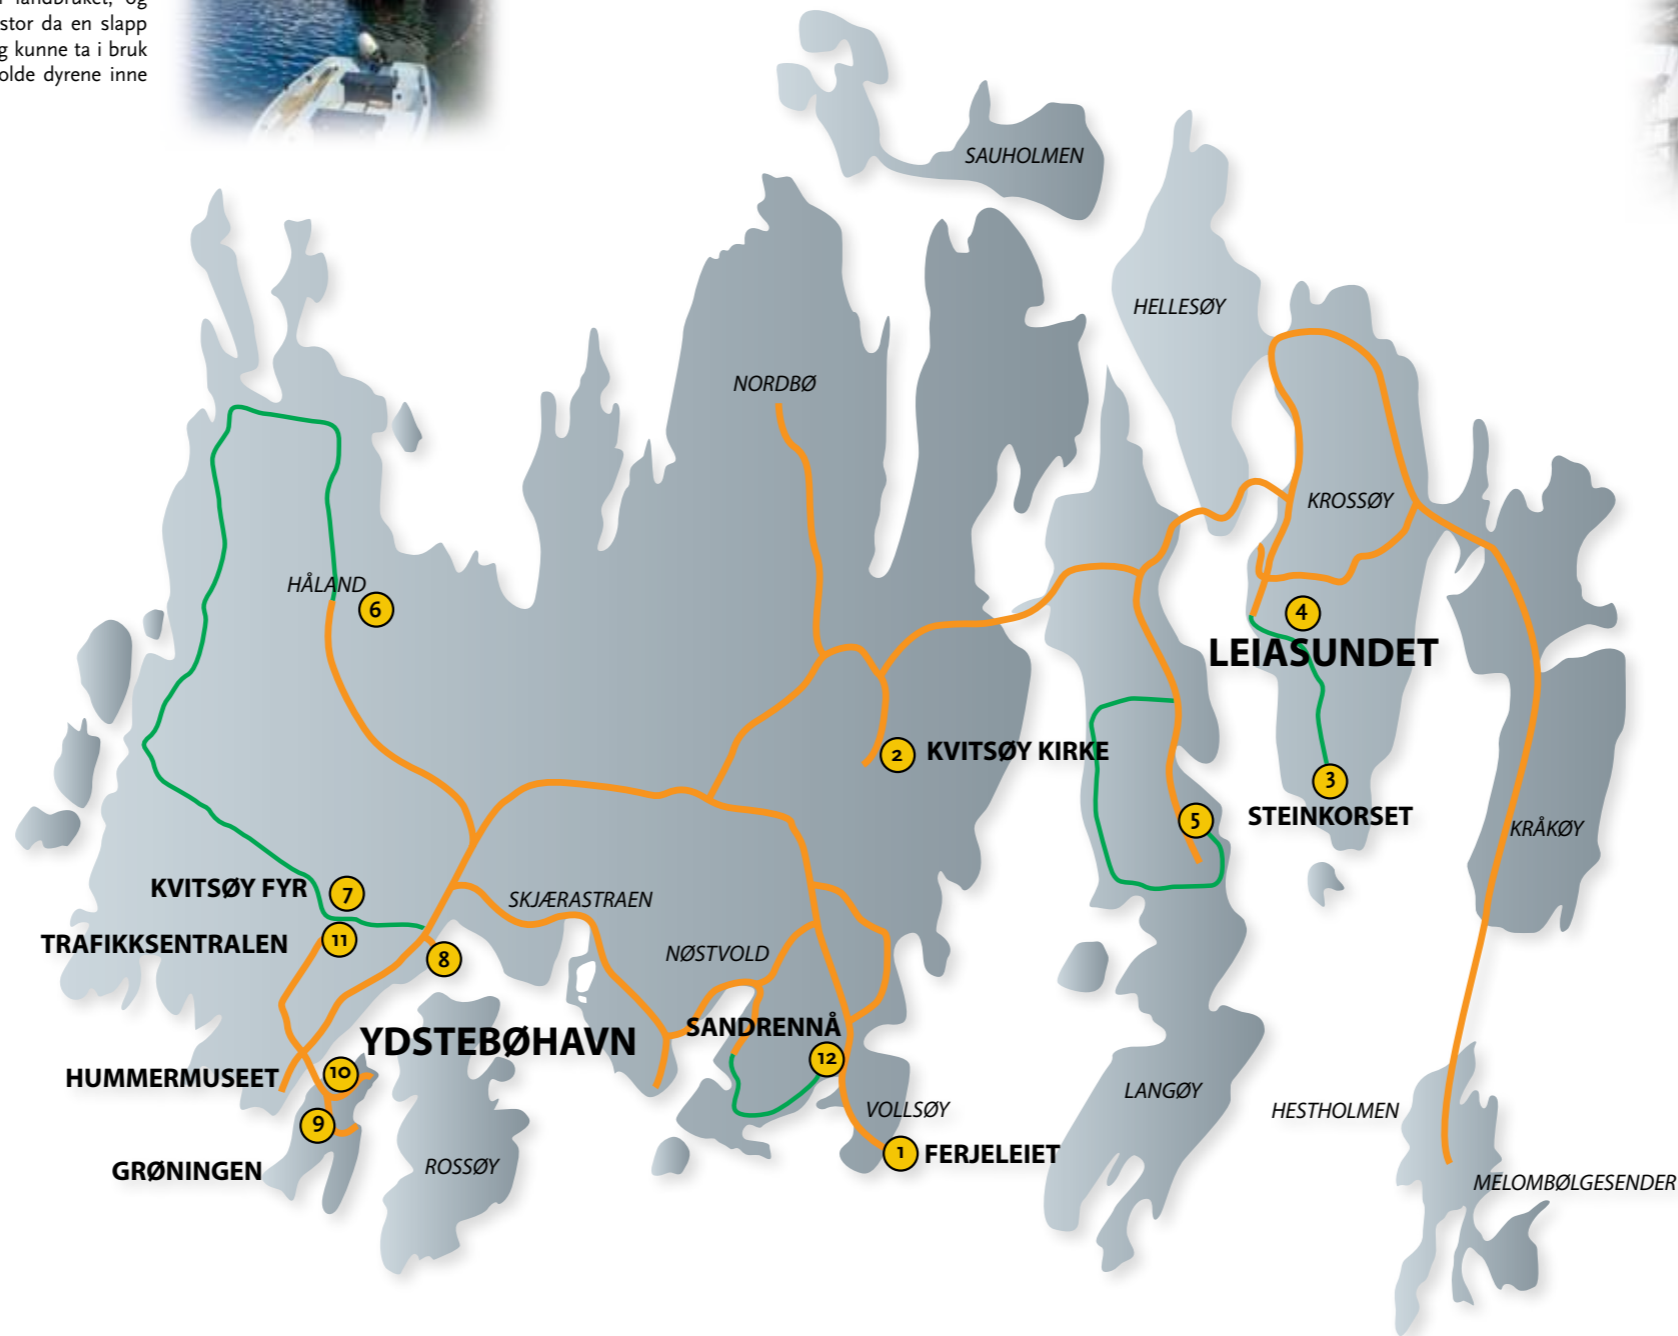 landbruket, og
stor da en slapp
g kunne ta i bruk
olde dyrene inne
SAUHOLMEN
HELLESØY
NORDBØ
KROSSØY
HÅLAND
6
4
LEIASUNDET
2 KVITSØY KIRKE
3
STEINKORSET
5
KRÅKØY
KVITSØY FYR 7
SKJÆRASTRAEN
TRAFIKKSENTRALEN 11
8
NØSTVOLD
YDSTEBØHAVN
SANDRENNÅ
12
HUMMERMUSEET 10
LANGØY
VOLLSØY
HESTHOLMEN
9
GRØNINGEN
ROSSØY
1 FERJELEIET
MELOMBØLGESENDER